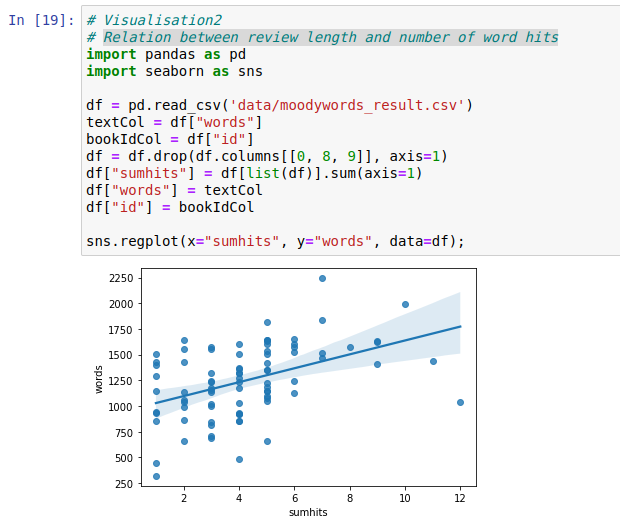 In [19]: # Visualisation2
# Relation between review length and number of word hits
import pandas as pd
import seaborn as sns
df = pd.read_csv('data/moodywords_result.csv')
textCol = df["words"]
bookIdCol = df["id"]
df = df.drop(df.columns[[0, 8, 9]], axis=1)
df["sumhits"] = df[list(df)].sum(axis=1)
df["words"] = textCol
df["id"] = bookIdCol
sns.regplot(x="sumhits", y="words", data=df);
2250
2000
1750
1500
1250
1000
750
500
250
words
2 4 6 8 10 12
sumhits